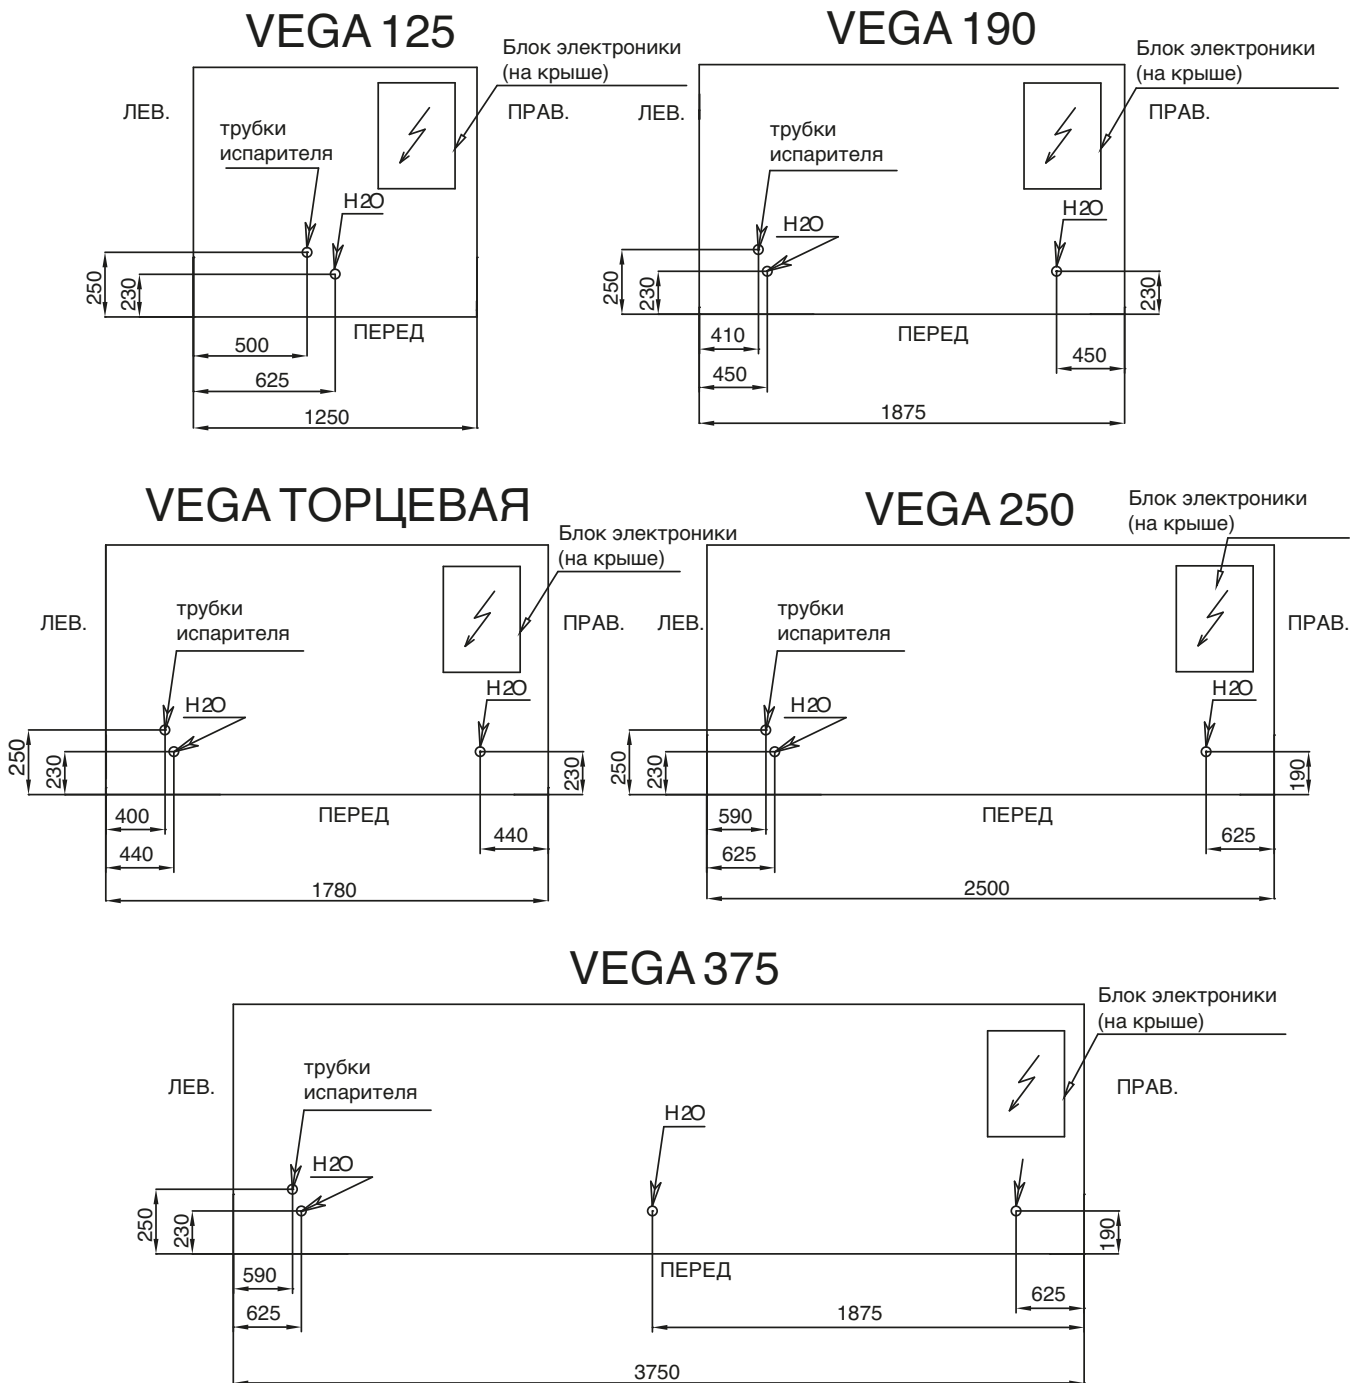 VEGA 125
Блок электроники
(на крыше)
ЛЕВ.
ПРАВ.
трубки
испарителя
H2O
250
230
ПЕРЕД
500
625
1250
VEGA 190
Блок электроники
(на крыше)
ЛЕВ.
ПРАВ.
трубки
испарителя
H2O
H2O
250
230
230
ПЕРЕД
410
450
450
1875
VEGA ТОРЦЕВАЯ
Блок электроники
(на крыше)
ЛЕВ.
ПРАВ.
трубки
испарителя
H2O
H2O
250
230
230
ПЕРЕД
400
440
440
1780
VEGA 250
Блок электроники
(на крыше)
ЛЕВ.
ПРАВ.
трубки
испарителя
H2O
H2O
250
230
190
ПЕРЕД
590
625
625
2500
VEGA 375
Блок электроники
(на крыше)
ЛЕВ.
ПРАВ.
трубки
испарителя
H2O
H2O
250
230
190
ПЕРЕД
590
625
625
1875
3750